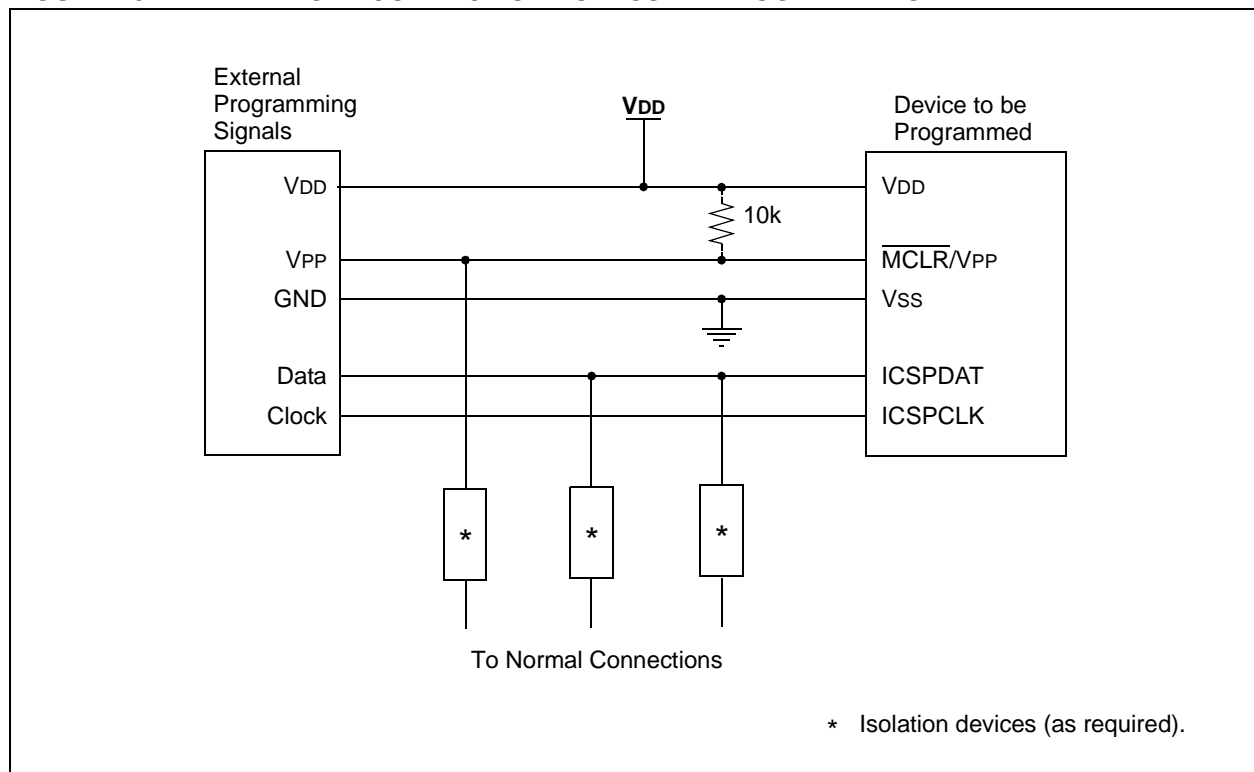 External
Programming
Signals
VDD
Device to be
Programmed
VDD
VDD
10k
VPP
MCLR/VPP
GND
VSS
Data
ICSPDAT
Clock
ICSPCLK
*
*
*
To Normal Connections
* Isolation devices (as required).